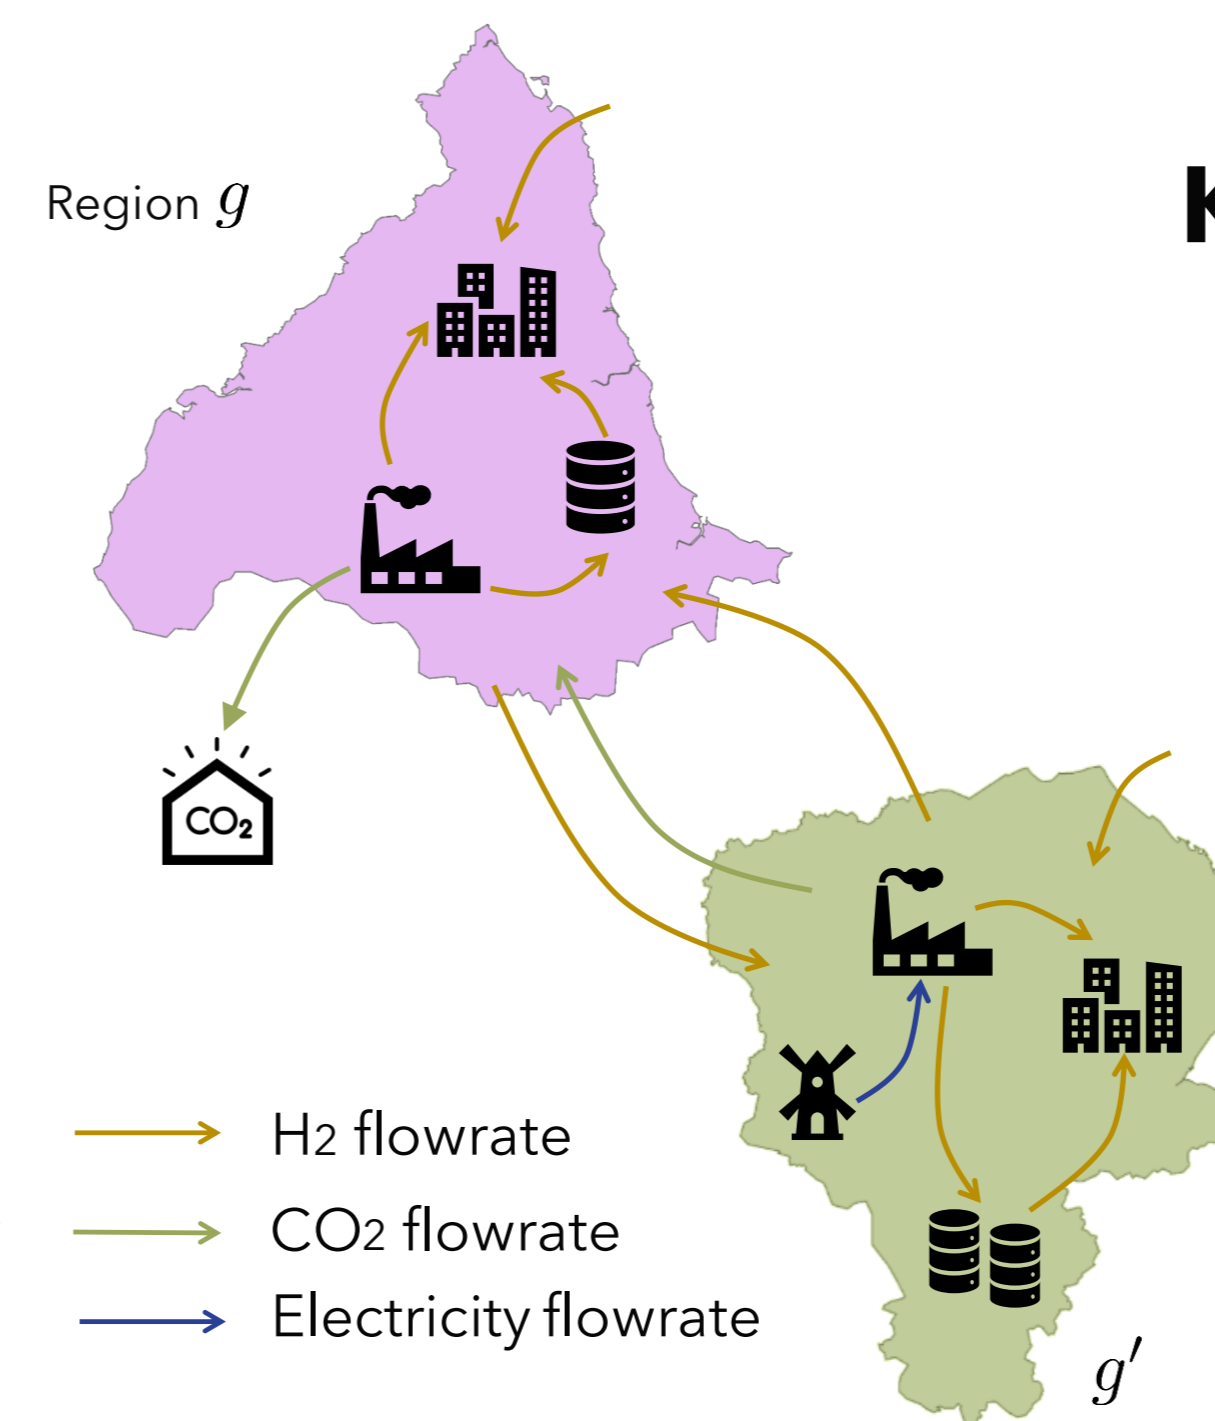 Region g
K
CO₂
H2 flowrate
CO2 flowrate
Electricity flowrate
g′